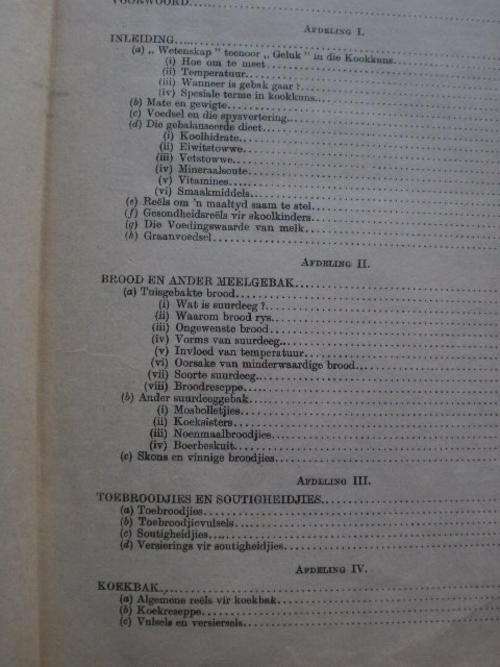 VOORWOORD
AFDELING I.
INLEIDING
(a) „ Wetenskap " teenoor „ Geluk " in die Kookkuns
(i) Hoe om te meet
(ii) Temperatuur
(iii) Wanneer is gebak gaar ?
(iv) Spesiale terme in kookkuns
(b) Mate en gewigte
(c) Voedsel en die spysvertering
(d) Die gebalanseerde dieet
(i) Koolhidrate
(ii) Eiwitstowwe
(iii) Vetstowwe
(iv) Mineraalsoute
(v) Vitamines
(vi) Smaakmiddels
(e) Reëls om 'n maaltyd saam te stel
(f) Gesondheidsreëls vir skoolkinders
(g) Die Voedingswaarde van melk
(h) Graanvoedsel
AFDELING II.
BROOD EN ANDER MEELGEBAK
(a) Tuisgebakte brood
(i) Wat is suurdeeg ?
(ii) Waarom brood rys
(iii) Ongewenste brood
(iv) Vorms van suurdeeg
(v) Invloed van temperatuur
(vi) Oorsake van minderwaardige brood
(vii) Soorte suurdeeg
(viii) Broodreseppe
(b) Ander suurdeeggebak
(i) Mosbolletjies
(ii) Koeksisters
(iii) Noenmaalbroodjies
(iv) Boerbeskuit
(c) Skons en vinnige broodjies
AFDELING III.
TOEBROODJIES EN SOUTIGHEIDJIES
(a) Toebroodjies
(b) Toebroodjievulsels
(c) Soutigheidjies
(d) Versierings vir soutigheidjies
AFDELING IV.
KOEKBAK
(a) Algemene reëls vir koekbak
(b) Koekreseppe
(c) Vulsels en versiersels